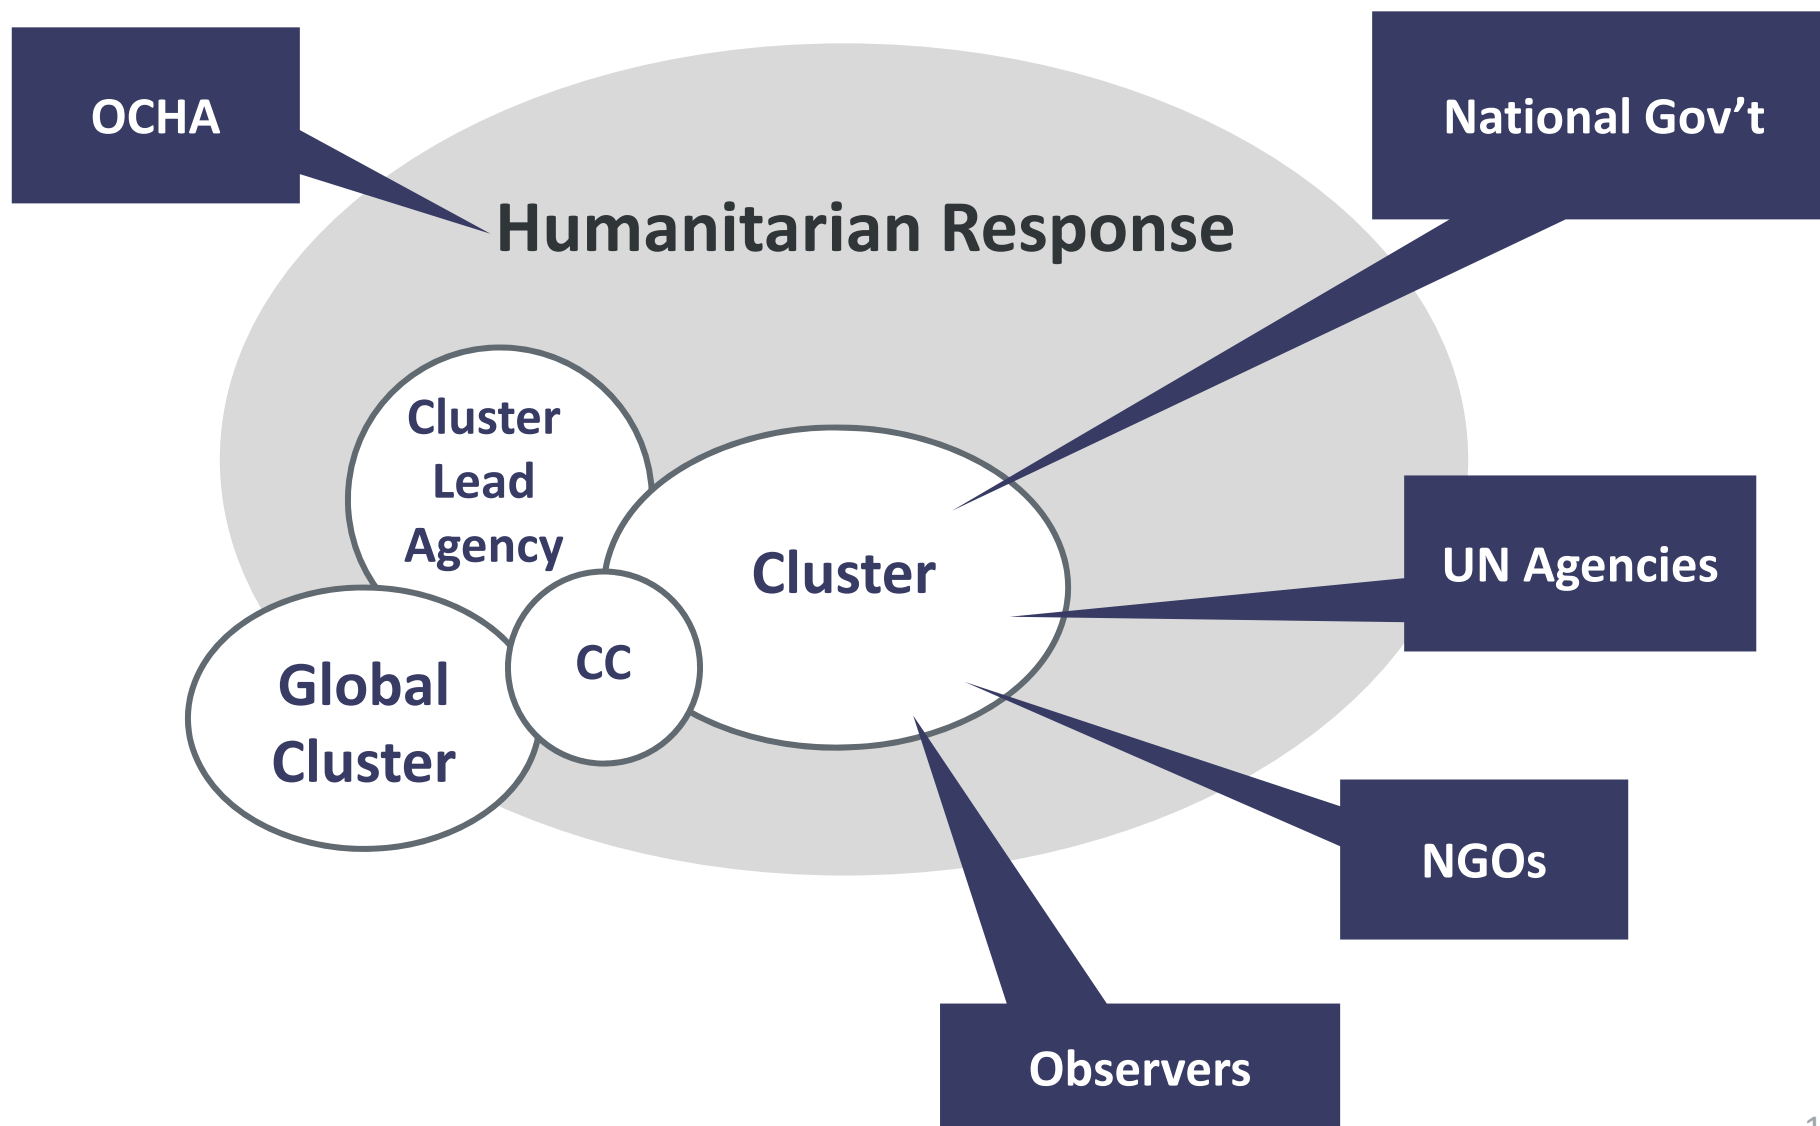 OCHA
National Gov’t
Humanitarian Response
Cluster
Lead
Agency
Cluster
UN Agencies
CC
Global
Cluster
NGOs
Observers